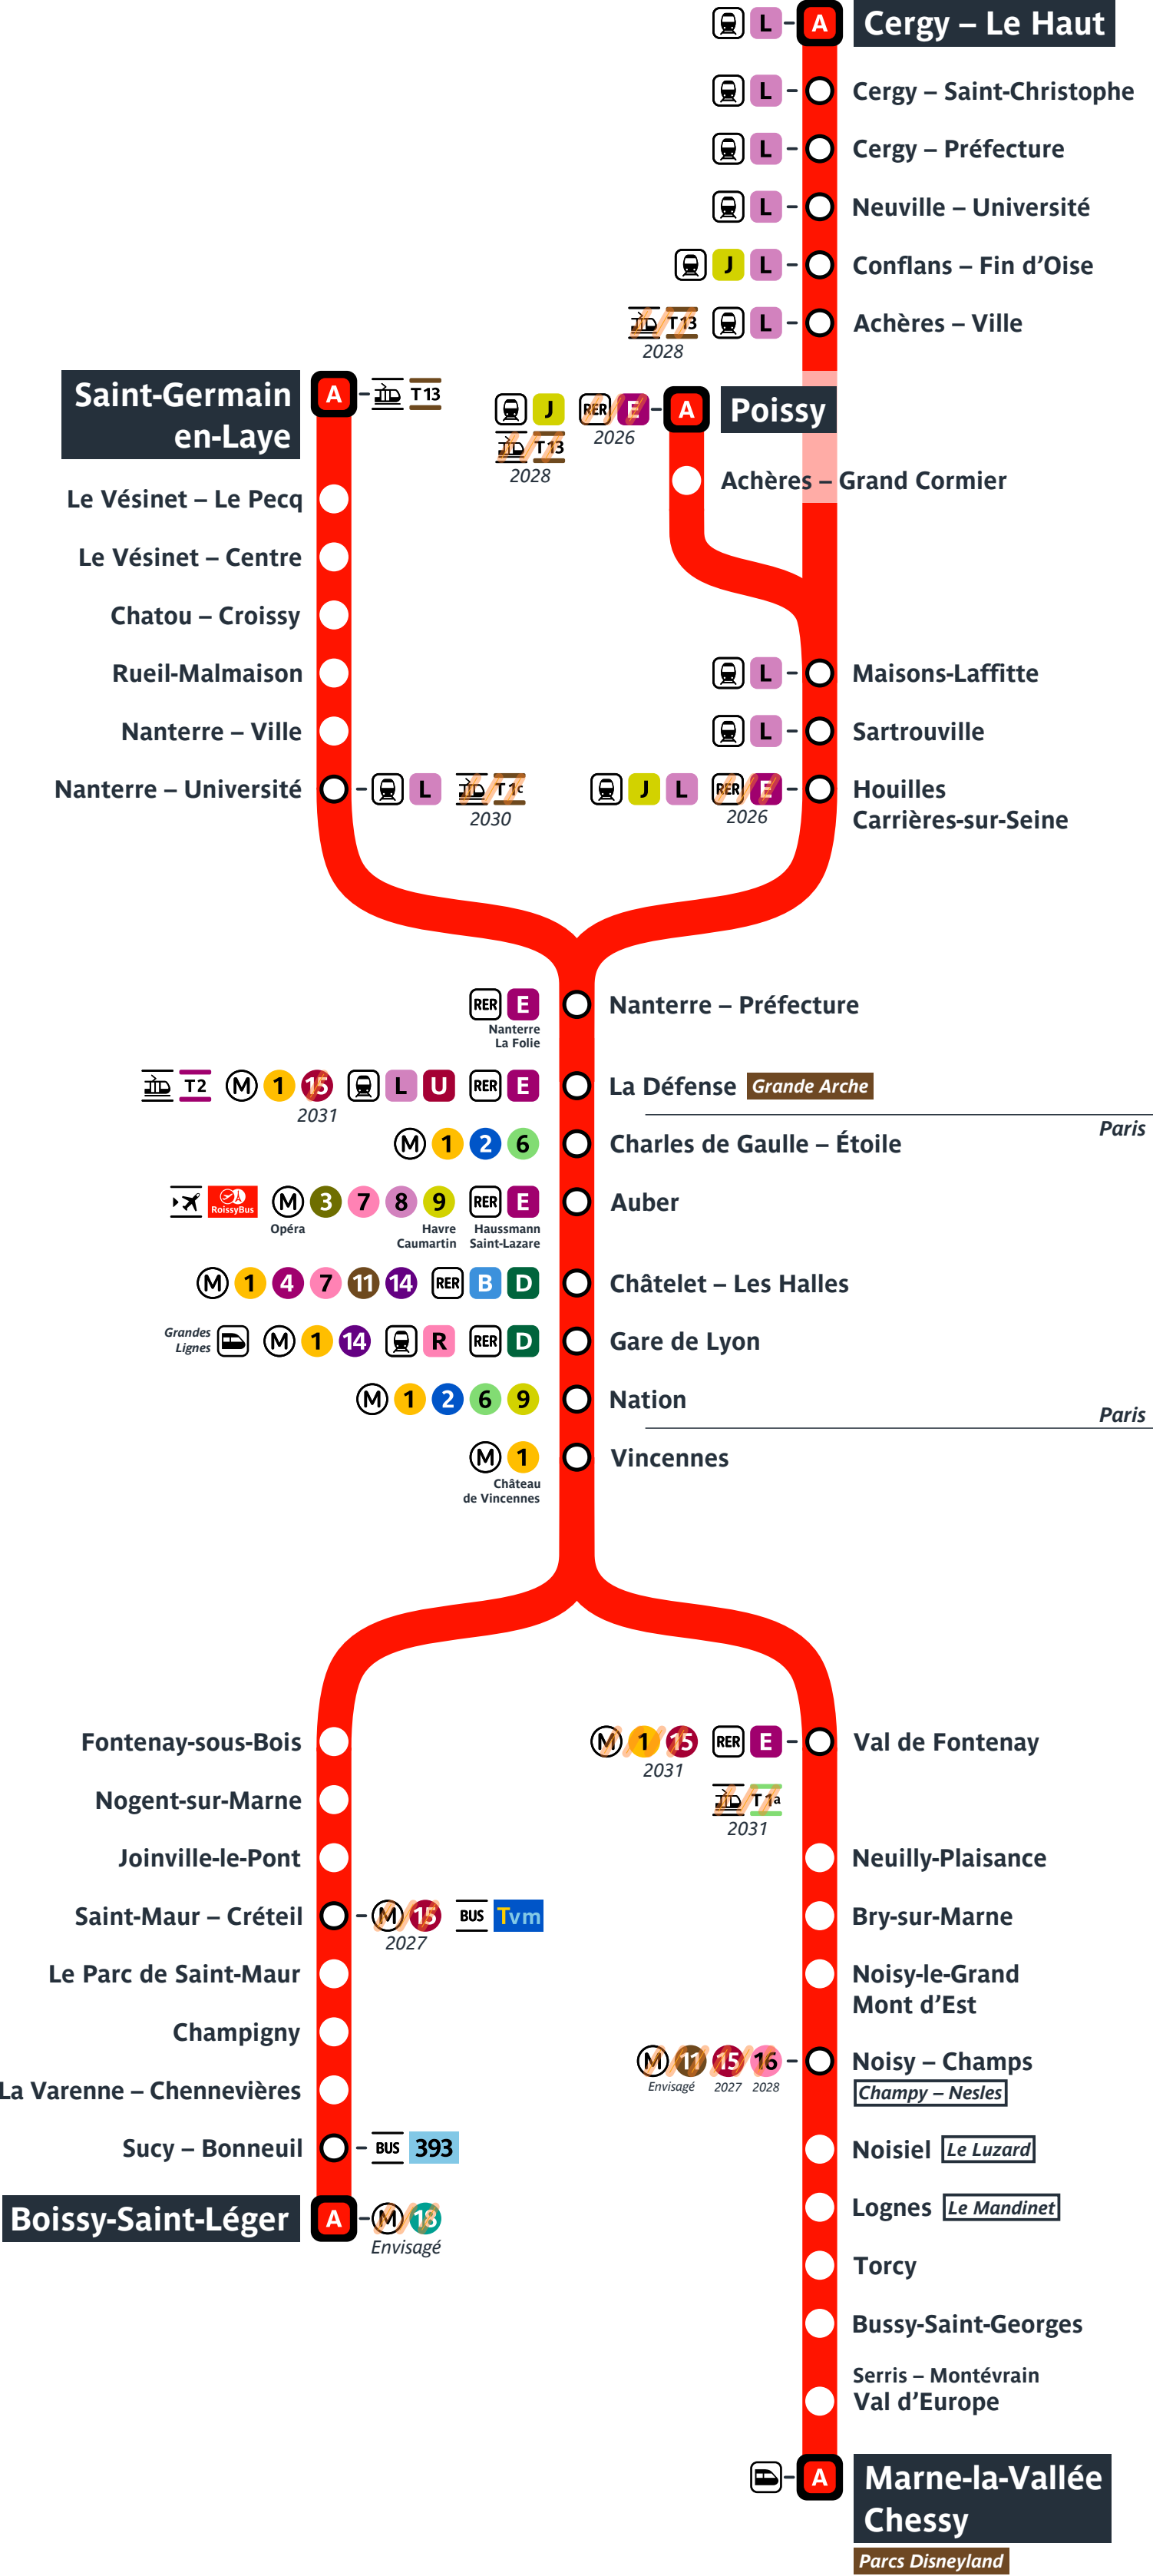 L A Cergy – Le Haut
L Cergy – Saint-Christophe
L Cergy – Préfecture
L Neuville – Université
J L Conflans – Fin d'Oise
T13 L Achères – Ville
2028
Saint-Germain
en-Laye
A T13
J RER E A Poissy
2026
T13
2028
Achères – Grand Cormier
Le Vésinet – Le Pecq
Le Vésinet – Centre
Chatou – Croissy
Rueil-Malmaison
Nanterre – Ville
Nanterre – Université L T1c
2030
L Maisons-Laffitte
L Sartrouville
J L RER E Houilles
Carrières-sur-Seine
2026
RER E Nanterre – Préfecture
Nanterre
La Folie
T2 M 1 15 L U RER E La Défense Grande Arche
2031
Paris
M 1 2 6 Charles de Gaulle – Étoile
RoissyBus M 3 7 8 9 RER E Auber
Opéra
Havre
Caumartin
Haussmann
Saint-Lazare
M 1 4 7 11 14 RER B D Châtelet – Les Halles
Grandes
Lignes
M 1 14 R RER D Gare de Lyon
M 1 2 6 9 Nation
Paris
M 1 Vincennes
Château
de Vincennes
Fontenay-sous-Bois
Nogent-sur-Marne
Joinville-le-Pont
Saint-Maur – Créteil M 15 BUS Tvm
2027
Le Parc de Saint-Maur
Champigny
La Varenne – Chennevières
Sucy – Bonneuil BUS 393
Boissy-Saint-Léger A M 18
Envisagé
M 1 15 RER E Val de Fontenay
2031
T1a
2031
Neuilly-Plaisance
Bry-sur-Marne
Noisy-le-Grand
Mont d'Est
M 11 15 16 Noisy – Champs
Envisagé 2027 2028
Champy – Nesles
Noisiel Le Luzard
Lognes Le Mandinet
Torcy
Bussy-Saint-Georges
Serris – Montévrain
Val d'Europe
A Marne-la-Vallée
Chessy
Parcs Disneyland